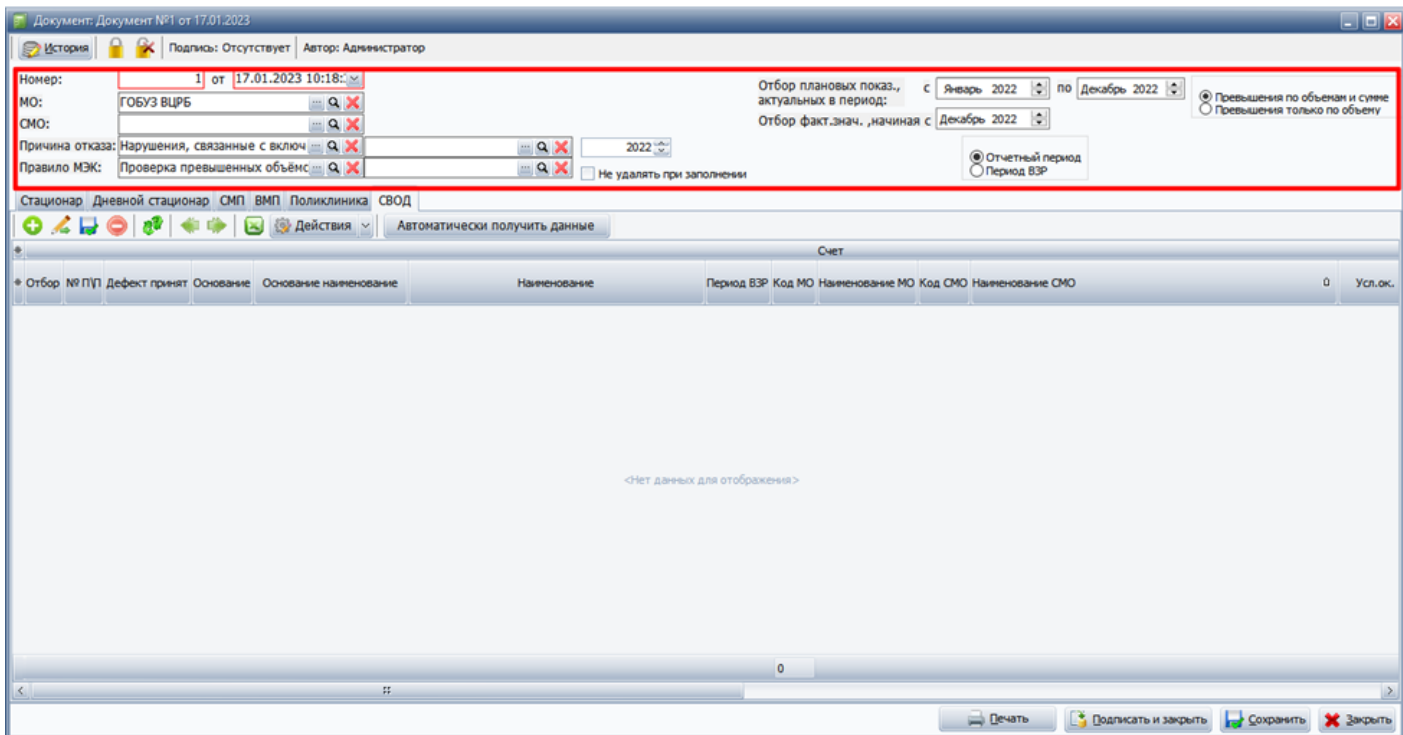 Документ: Документ №1 от 17.01.2023
История Подпись: Отсутствует Автор: Администратор
Номер: 1 от 17.01.2023 10:18:
Отбор плановых показ., актуальных в период: с Январь 2022 по Декабрь 2022
Превышения по объемам и сумме
Превышения только по объему
МО: ГОБУЗ ВЦРБ
СМО:
Отбор факт.знач. ,начиная с Декабрь 2022
Причина отказа: Нарушения, связанные с включ 2022
Отчетный период
Период ВЗР
Правило МЭК: Проверка превышенных объёмс Не удалять при заполнении
Стационар Дневной стационар СМП ВМП Поликлиника СВОД
Действия Автоматически получить данные
Счет
Отбор № П\П Дефект принят Основание Основание наименование Наименование Период ВЗР Код МО Наименование МО Код СМО Наименование СМО Усл.ок.
<Нет данных для отображения>
0
Печать Подписать и закрыть Сохранить Закрыть